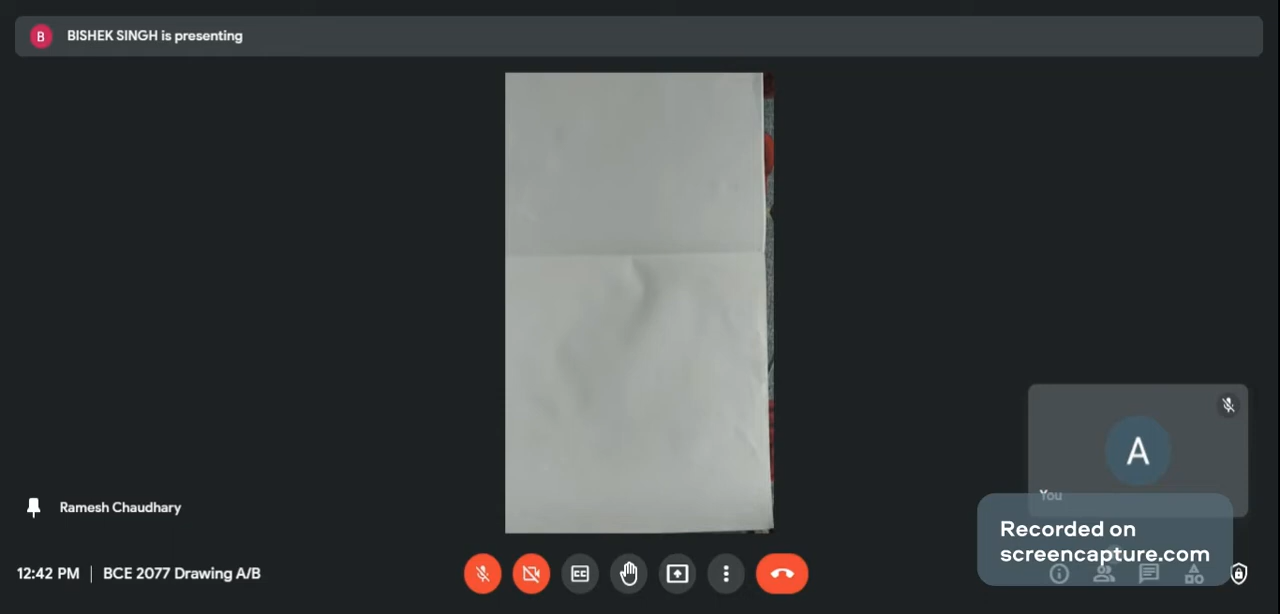 B BISHEK SINGH is presenting
A
You
Ramesh Chaudhary
Recorded on
screencapture.com
12:42 PM | BCE 2077 Drawing A/B
CC